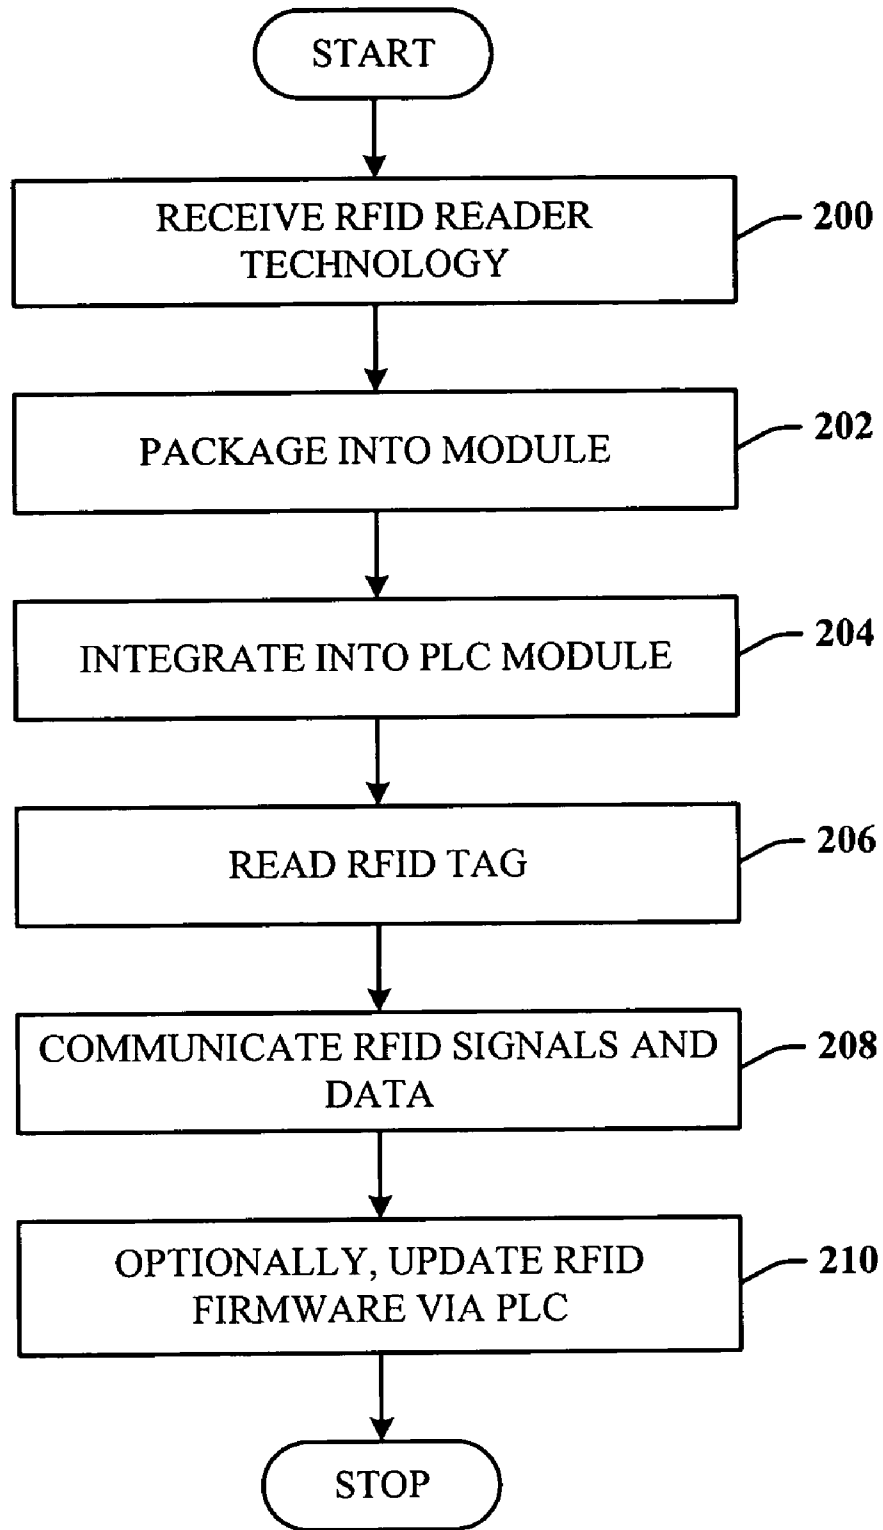 START
RECEIVE RFID READER
TECHNOLOGY
200
PACKAGE INTO MODULE
202
INTEGRATE INTO PLC MODULE
204
READ RFID TAG
206
COMMUNICATE RFID SIGNALS AND
DATA
208
OPTIONALLY, UPDATE RFID
FIRMWARE VIA PLC
210
STOP